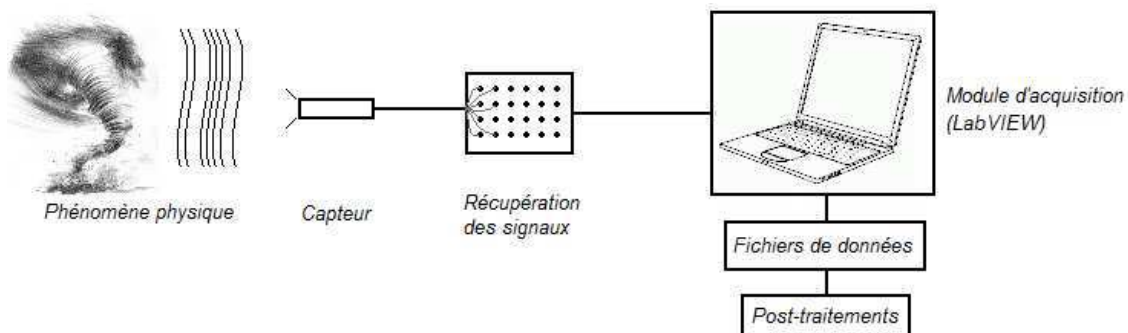 Phénomène physique
Capteur
Récupération
des signaux
Module d'acquisition
(LabVIEW)
Fichiers de données
Post-traitements